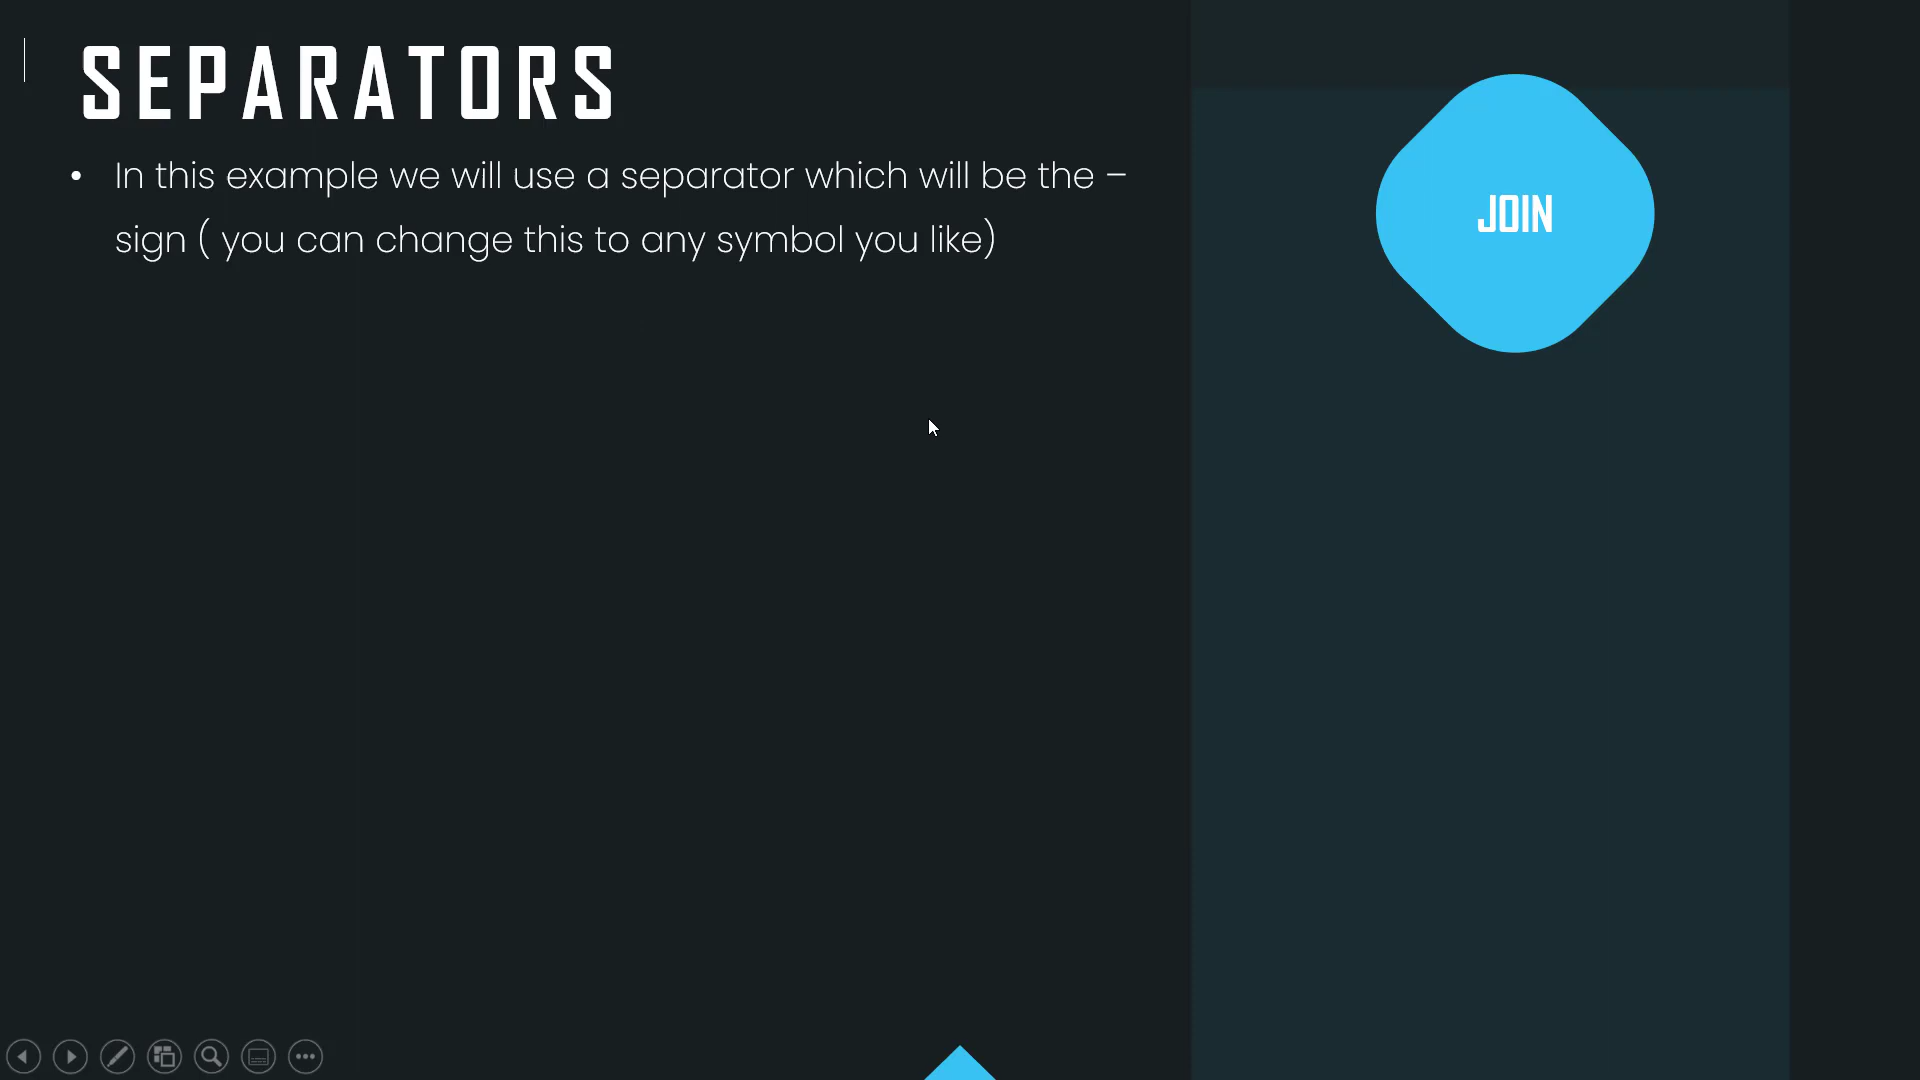 SEPARATORS
• In this example we will use a separator which will be the –
sign ( you can change this to any symbol you like)
JOIN